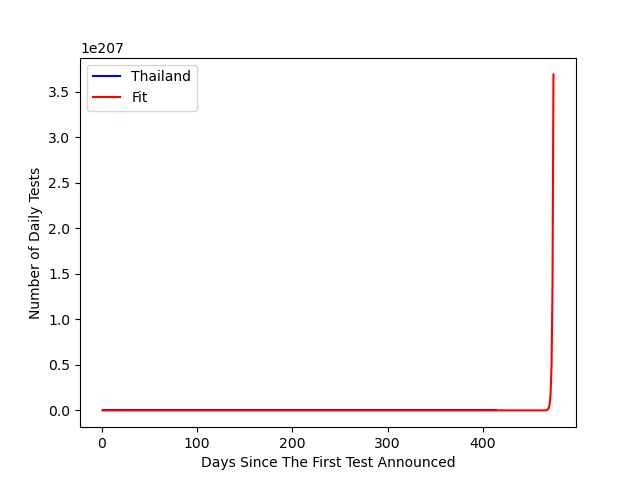 1e207
Thailand
Fit
3.5
3.0
2.5
2.0
1.5
1.0
0.5
0.0
Number of Daily Tests
0 100 200 300 400
Days Since The First Test Announced